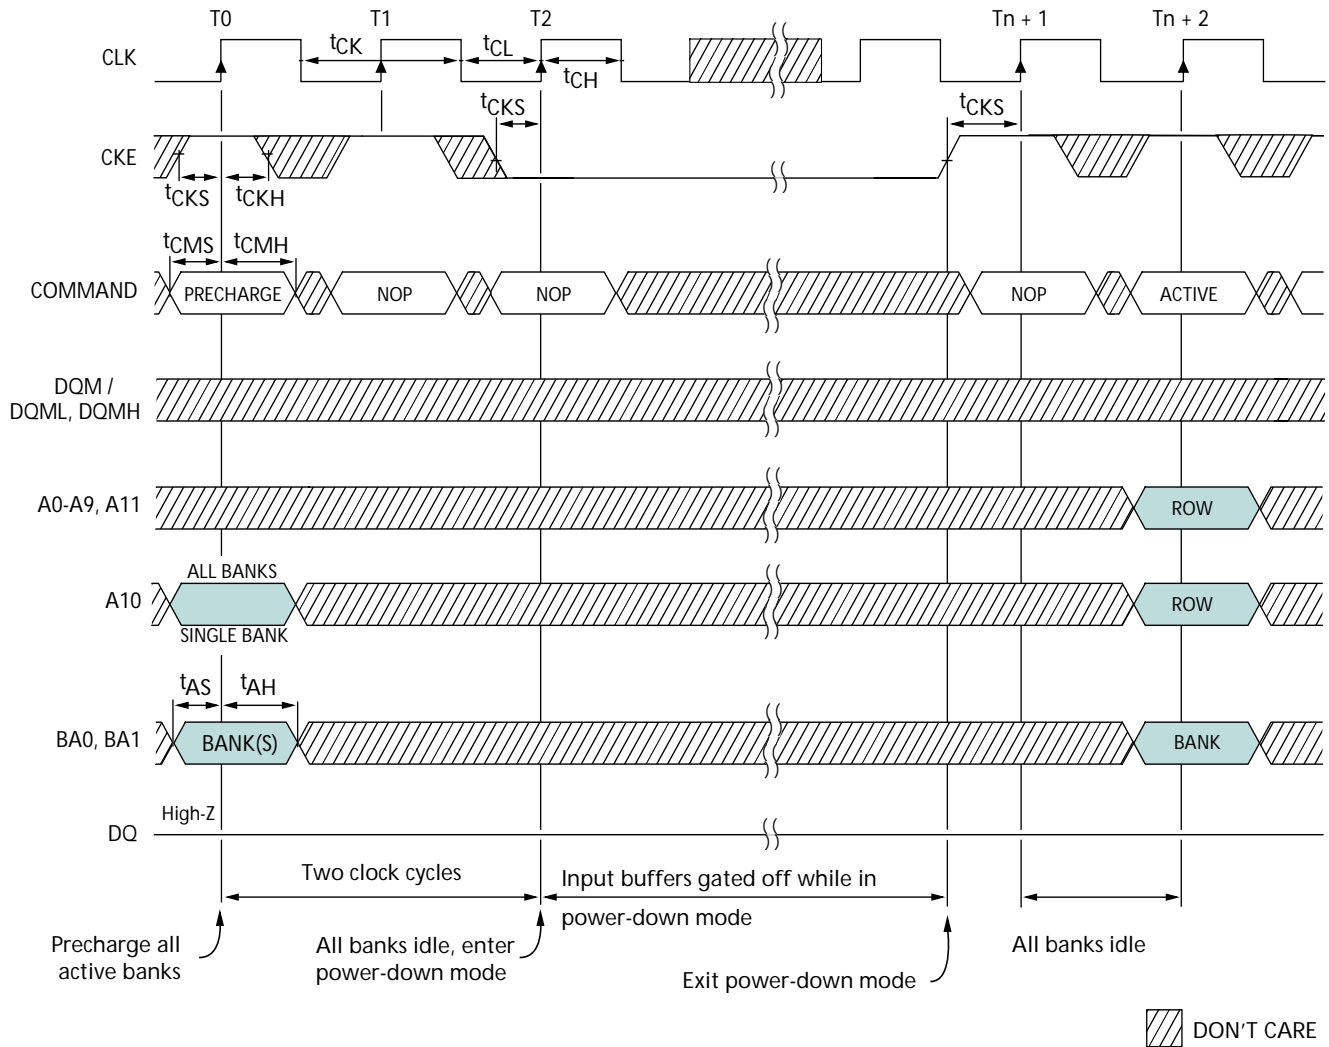 T0 T1 T2 Tn + 1 Tn + 2
CLK
tCK tCL
tCH
tCKS tCKS
CKE
tCKS tCKH
tCMS tCMH
COMMAND PRECHARGE NOP NOP NOP ACTIVE
DQM /
DQML, DQMH
A0-A9, A11 ROW
ALL BANKS
A10 ROW
SINGLE BANK
tAS tAH
BA0, BA1 BANK(S) BANK
High-Z
DQ
Two clock cycles
Input buffers gated off while in
power-down mode
Precharge all
active banks
All banks idle, enter
power-down mode
Exit power-down mode
All banks idle
DON'T CARE